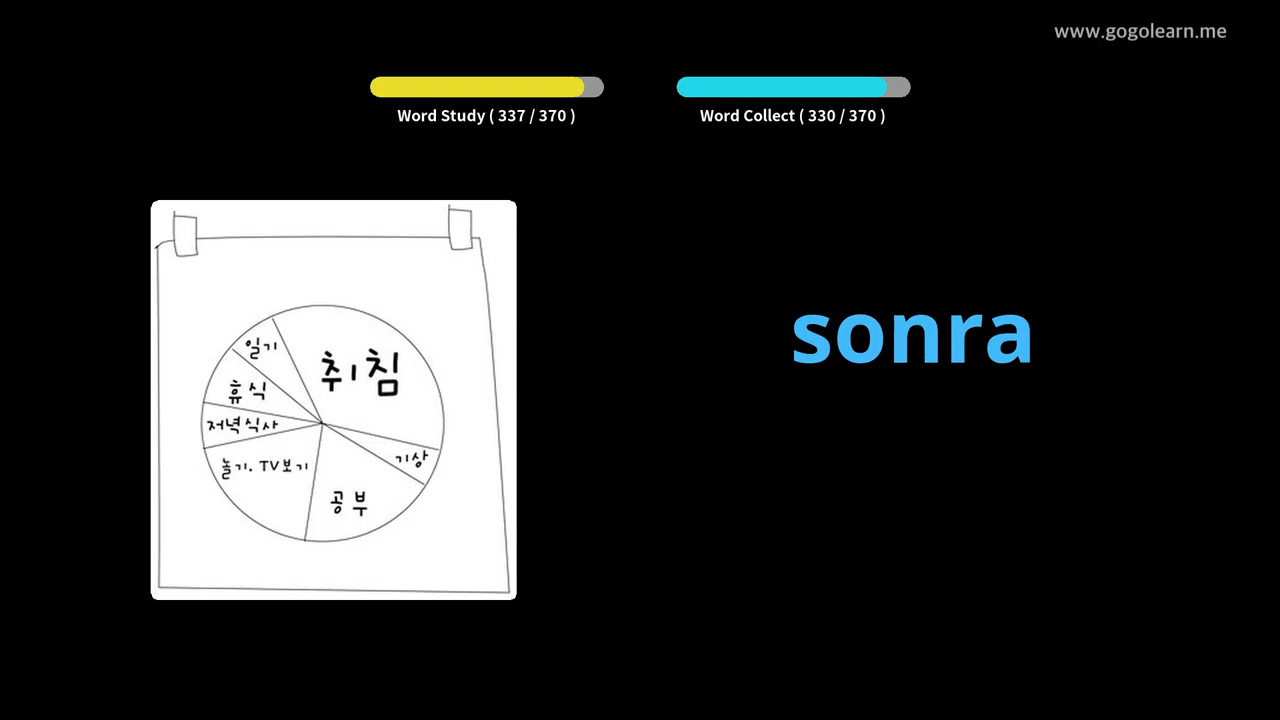 www.gogolearn.me
Word Study ( 337 / 370 )
Word Collect ( 330 / 370 )
일기
취침
휴식
저녁식사
놀기. TV보기
기상
공부
sonra